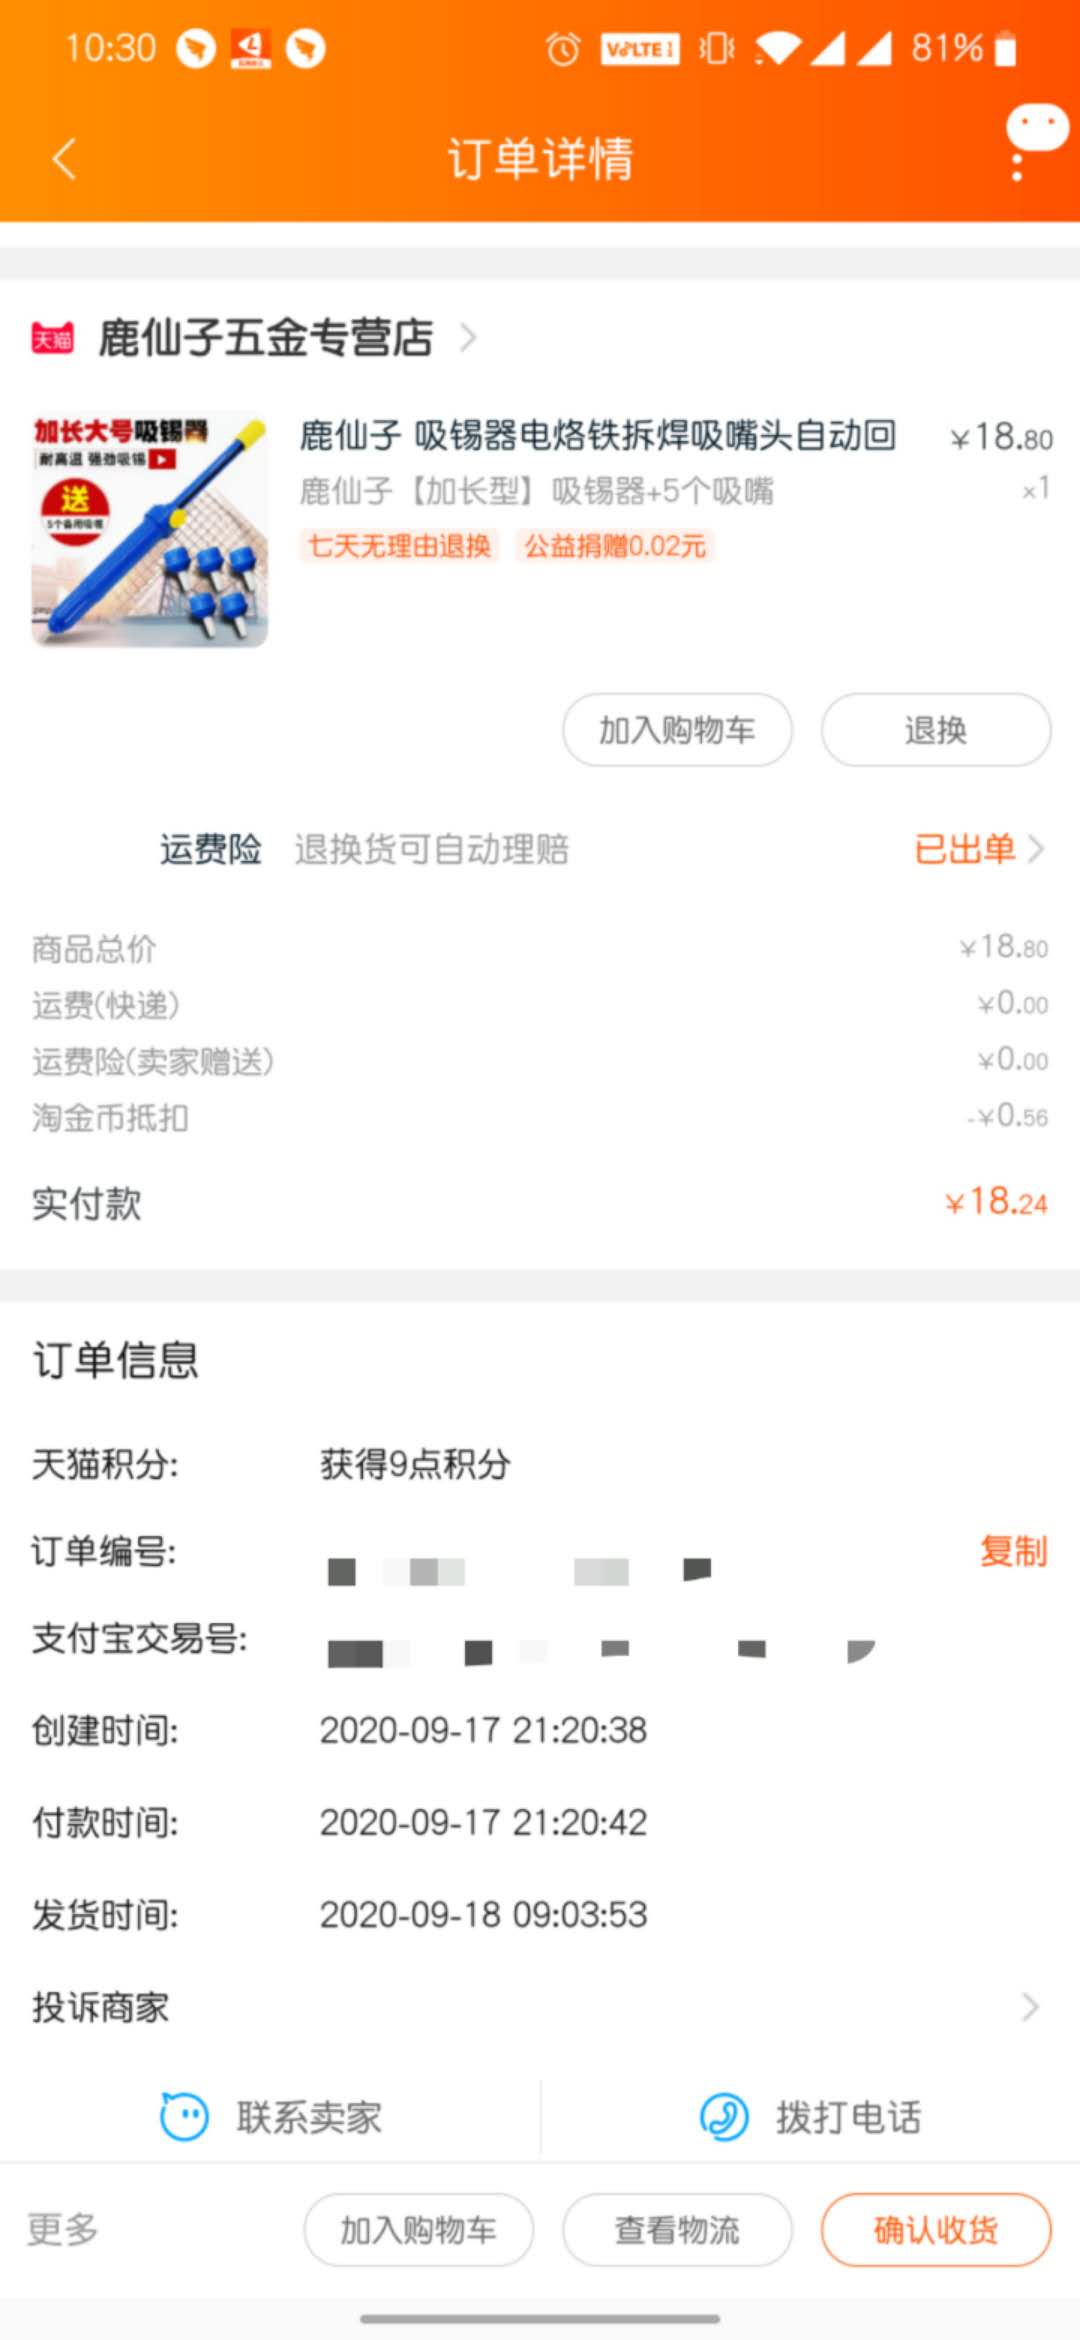 10:30 VoLTE 1 81%
订单详情
天猫 鹿仙子五金专营店
加长大号吸锡器
耐高温 强劲吸锡
送
5个备用吸嘴
鹿仙子 吸锡器电烙铁拆焊吸嘴头自动回 ¥18.80
鹿仙子【加长型】吸锡器+5个吸嘴 ×1
七天无理由退换 公益捐赠0.02元
加入购物车 退换
运费险 退换货可自动理赔 已出单
商品总价 ¥18.80
运费(快递) ¥0.00
运费险(卖家赠送) ¥0.00
淘金币抵扣 -¥0.56
实付款 ¥18.24
订单信息
天猫积分: 获得9点积分
订单编号: 复制
支付宝交易号:
创建时间: 2020-09-17 21:20:38
付款时间: 2020-09-17 21:20:42
发货时间: 2020-09-18 09:03:53
投诉商家
联系卖家 拨打电话
更多 加入购物车 查看物流 确认收货